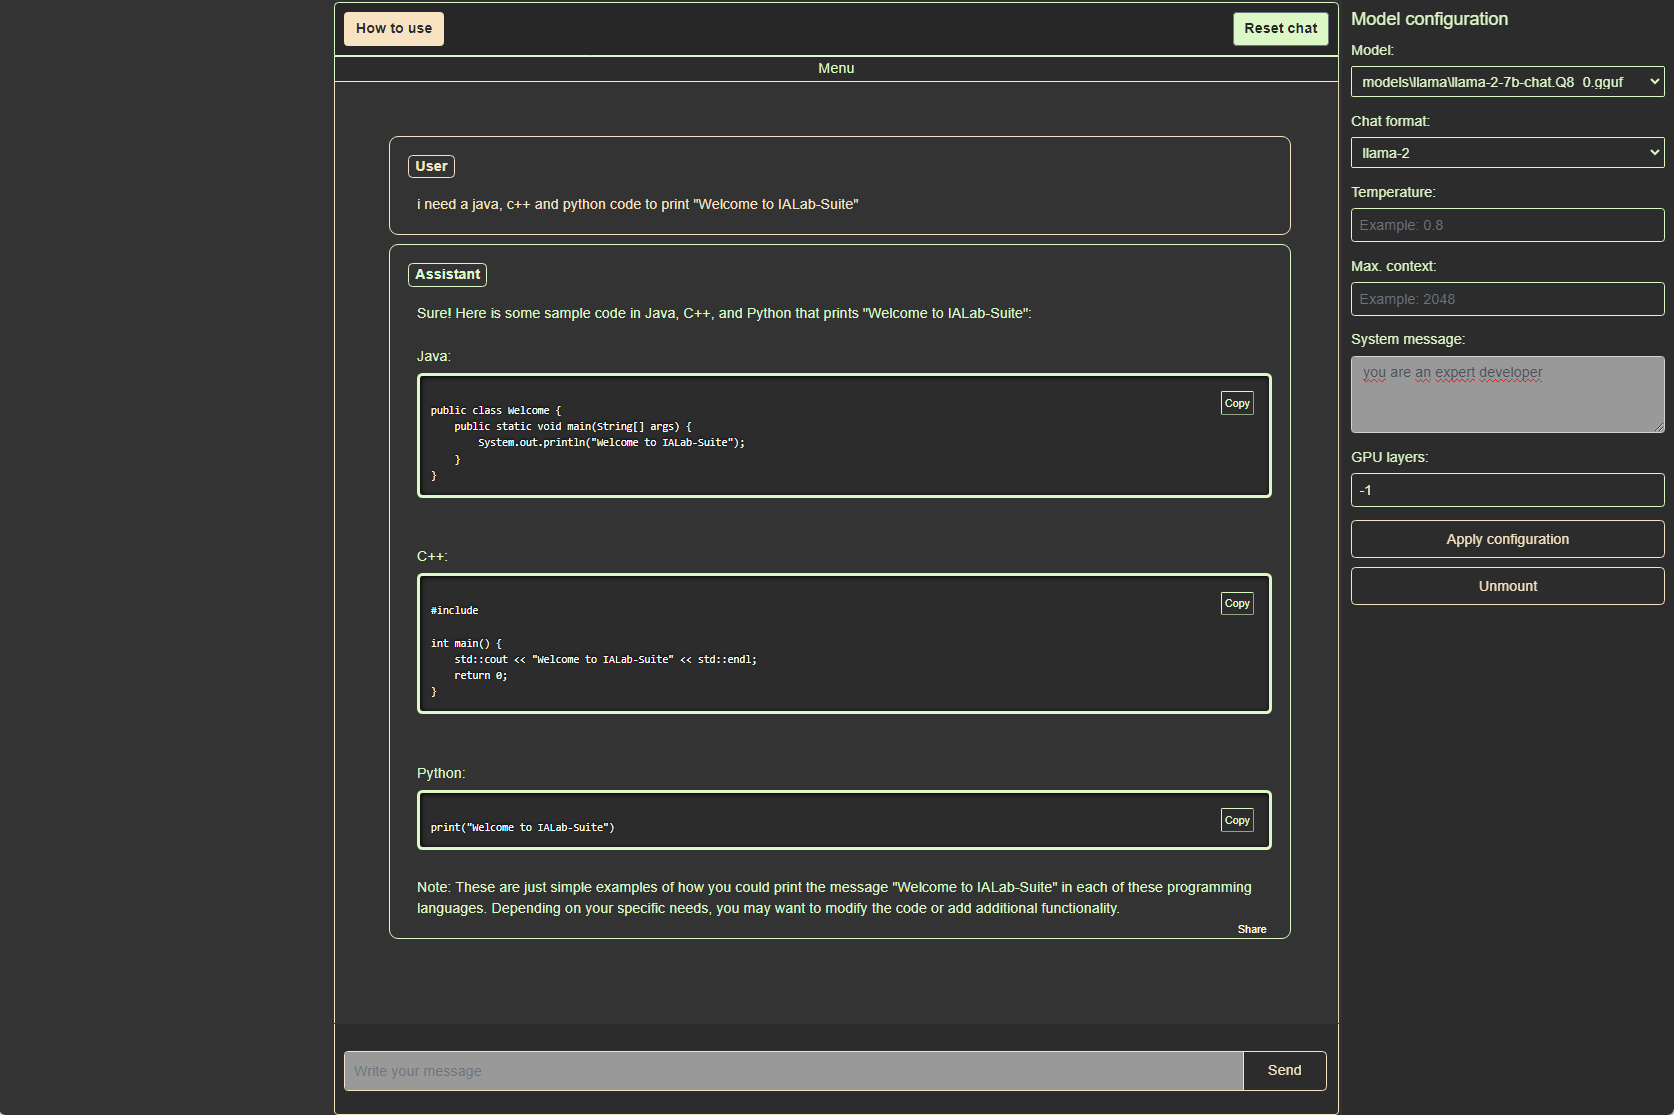 How to use
Reset chat
Menu
User
i need a java, c++ and python code to print "Welcome to IALab-Suite"
Assistant
Sure! Here is some sample code in Java, C++, and Python that prints "Welcome to IALab-Suite":
Java:
Copy
public class Welcome {
    public static void main(String[] args) {
        System.out.println("Welcome to IALab-Suite");
    }
}
C++:
Copy
#include
int main() {
    std::cout << "Welcome to IALab-Suite" << std::endl;
    return 0;
}
Python:
Copy
print("Welcome to IALab-Suite")
Note: These are just simple examples of how you could print the message "Welcome to IALab-Suite" in each of these programming
languages. Depending on your specific needs, you may want to modify the code or add additional functionality.
Share
Write your message
Send
Model configuration
Model:
models\llama\llama-2-7b-chat.Q8_0.gguf
Chat format:
llama-2
Temperature:
Example: 0.8
Max. context:
Example: 2048
System message:
you are an expert developer
GPU layers:
-1
Apply configuration
Unmount